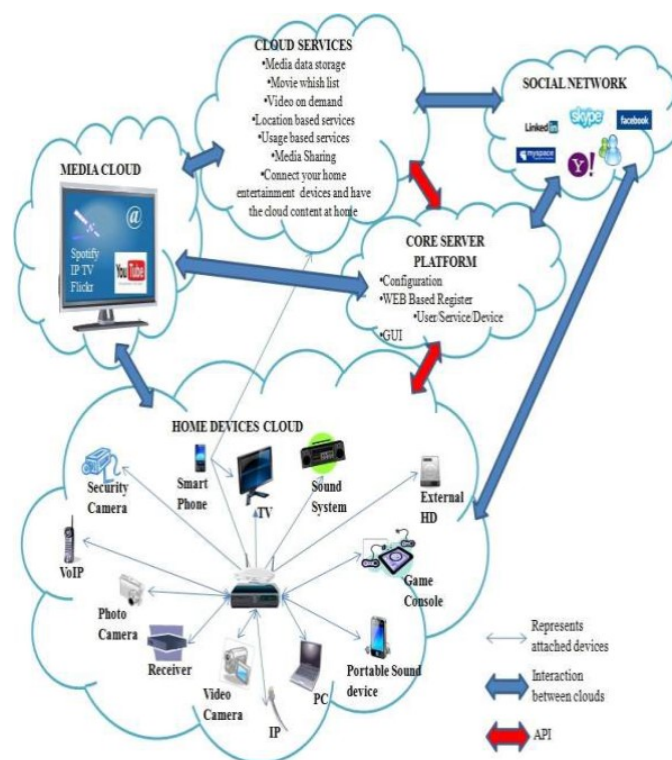 CLOUD SERVICES
•Media data storage
•Movie whish list
•Video on demand
•Location based services
•Usage based services
•Media Sharing
•Connect your home
entertainment devices and have
the cloud content at home
SOCIAL NETWORK
Linked in
skype
facebook
myspace
Y!
MEDIA CLOUD
@
Spotify
IP TV
Flickr
YouTube
CORE SERVER
PLATFORM
•Configuration
•WEB Based Register
•User/Service/Device
•GUI
HOME DEVICES CLOUD
Security
Camera
Smart
Phone
TV
Sound
System
External
HD
VoIP
Game
Console
Photo
Camera
Receiver
Video
Camera
IP
PC
Portable Sound
device
Represents
attached devices
Interaction
between clouds
API